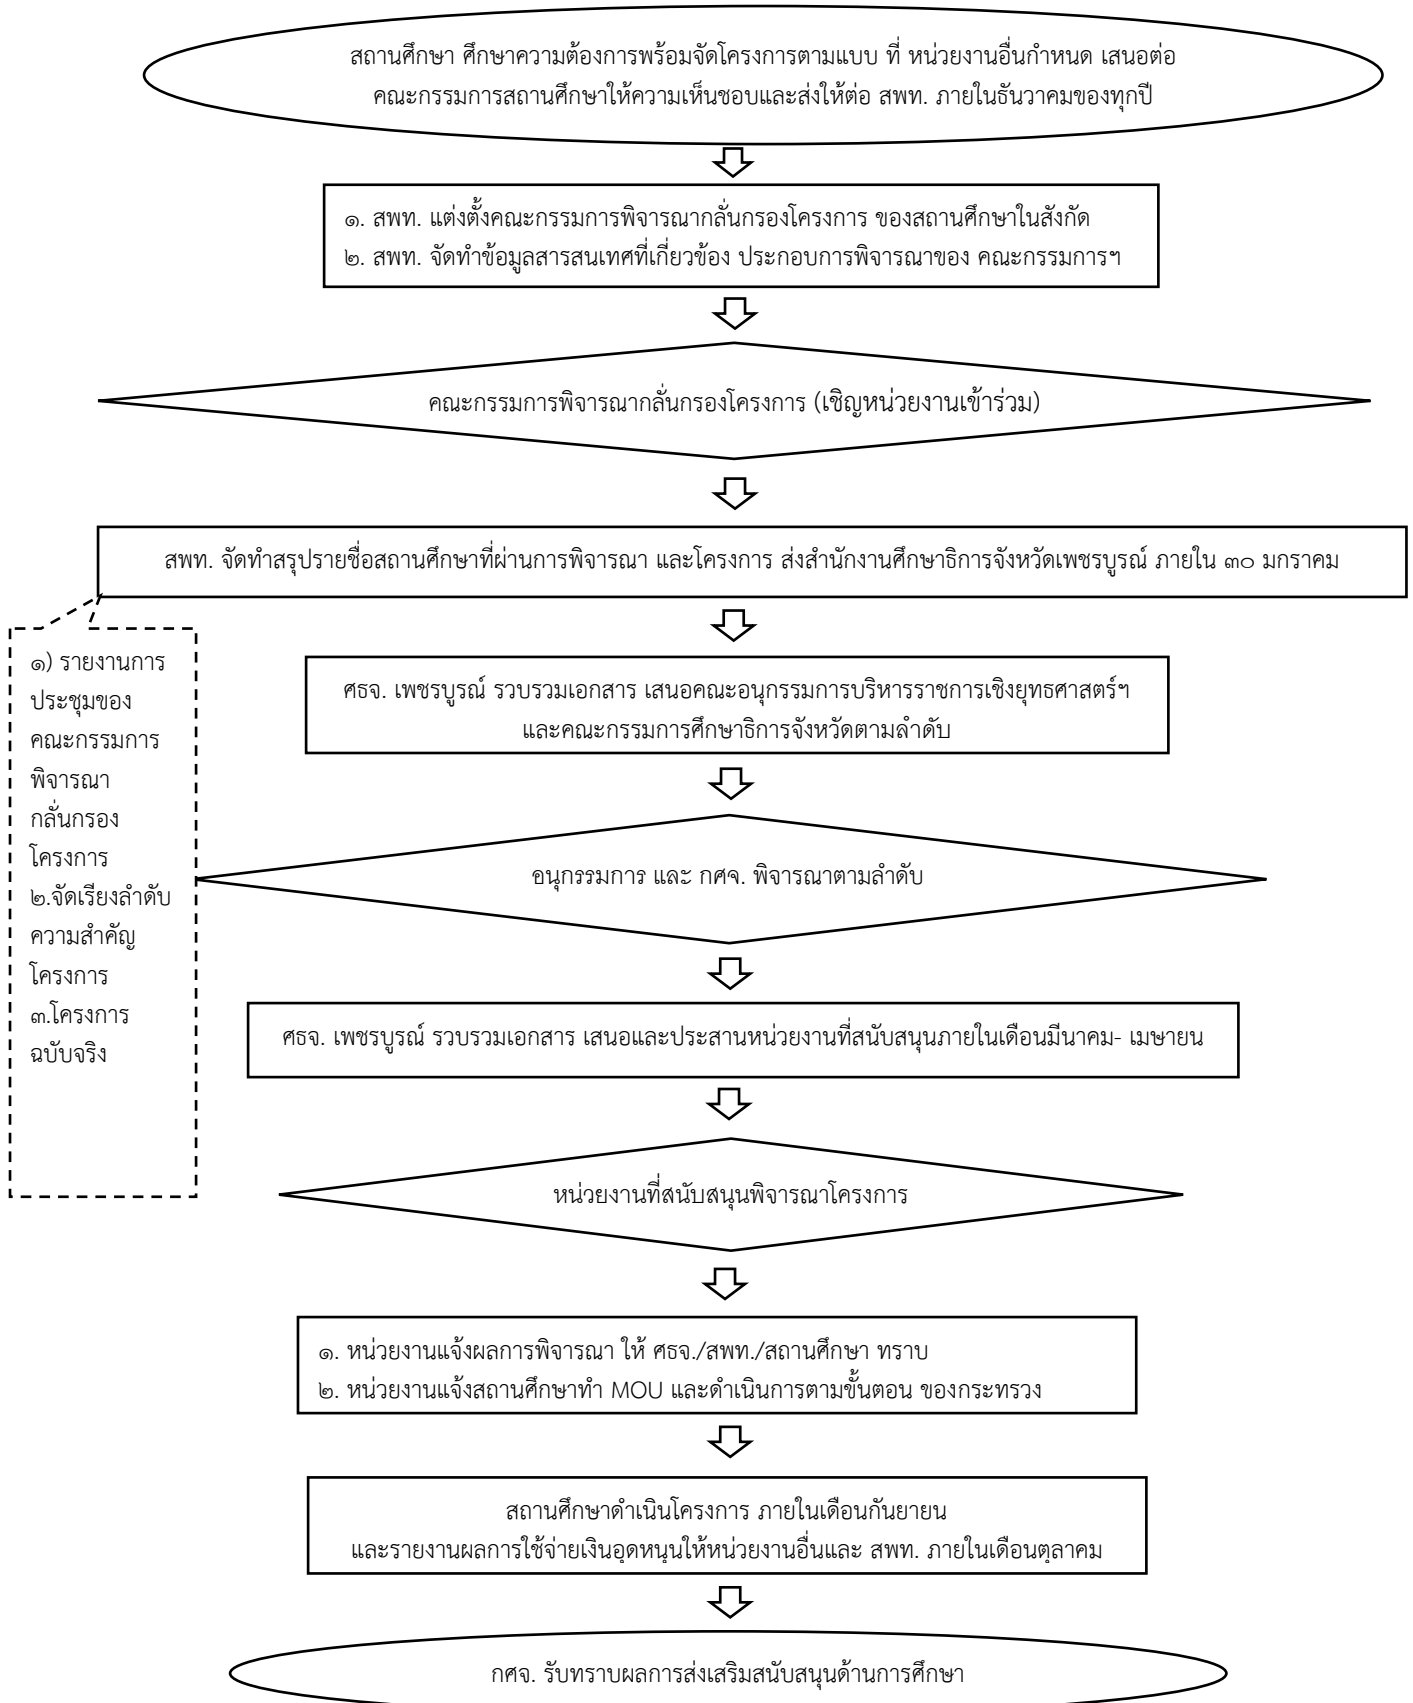 สถานศึกษา ศึกษาความต้องการพร้อมจัดโครงการตามแบบ ที่ หน่วยงานอื่นกำหนด เสนอต่อ
คณะกรรมการสถานศึกษาให้ความเห็นชอบและส่งให้ต่อ สพท. ภายในธันวาคมของทุกปี
๑. สพท. แต่งตั้งคณะกรรมการพิจารณากลั่นกรองโครงการ ของสถานศึกษาในสังกัด
๒. สพท. จัดทำข้อมูลสารสนเทศที่เกี่ยวข้อง ประกอบการพิจารณาของ คณะกรรมการฯ
คณะกรรมการพิจารณากลั่นกรองโครงการ (เชิญหน่วยงานเข้าร่วม)
สพท. จัดทำสรุปรายชื่อสถานศึกษาที่ผ่านการพิจารณา และโครงการ ส่งสำนักงานศึกษาธิการจังหวัดเพชรบูรณ์ ภายใน ๓๐ มกราคม
๑) รายงานการ
ประชุมของ
คณะกรรมการ
พิจารณา
กลั่นกรอง
โครงการ
๒.จัดเรียงลำดับ
ความสำคัญ
โครงการ
๓.โครงการ
ฉบับจริง
ศธจ. เพชรบูรณ์ รวบรวมเอกสาร เสนอคณะอนุกรรมการบริหารราชการเชิงยุทธศาสตร์ฯ
และคณะกรรมการศึกษาธิการจังหวัดตามลำดับ
อนุกรรมการ และ กศจ. พิจารณาตามลำดับ
ศธจ. เพชรบูรณ์ รวบรวมเอกสาร เสนอและประสานหน่วยงานที่สนับสนุนภายในเดือนมีนาคม- เมษายน
หน่วยงานที่สนับสนุนพิจารณาโครงการ
๑. หน่วยงานแจ้งผลการพิจารณา ให้ ศธจ./สพท./สถานศึกษา ทราบ
๒. หน่วยงานแจ้งสถานศึกษาทำ MOU และดำเนินการตามขั้นตอน ของกระทรวง
สถานศึกษาดำเนินโครงการ ภายในเดือนกันยายน
และรายงานผลการใช้จ่ายเงินอุดหนุนให้หน่วยงานอื่นและ สพท. ภายในเดือนตุลาคม
กศจ. รับทราบผลการส่งเสริมสนับสนุนด้านการศึกษา